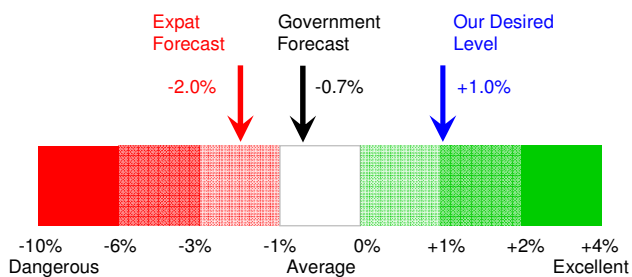 Expat
Forecast
Government
Forecast
Our Desired
Level
-2.0%
-0.7%
+1.0%
-10%
-6%
-3%
-1%
0%
+1%
+2%
+4%
Dangerous
Average
Excellent